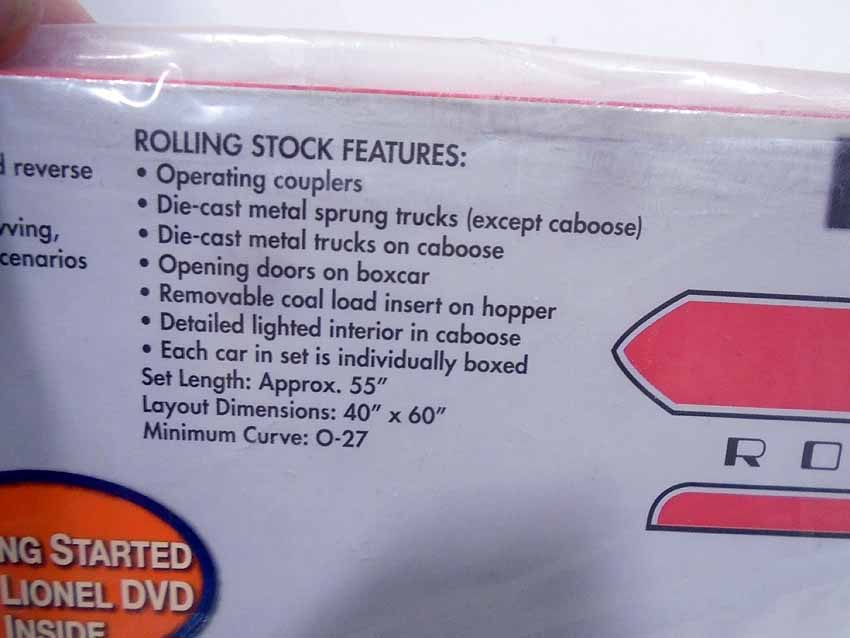 reverse
cenarios
ROLLING STOCK FEATURES:
• Operating couplers
• Die-cast metal sprung trucks (except caboose)
• Die-cast metal trucks on caboose
• Opening doors on boxcar
• Removable coal load insert on hopper
• Detailed lighted interior in caboose
• Each car in set is individually boxed
Set Length: Approx. 55”
Layout Dimensions: 40” x 60”
Minimum Curve: O-27
R O
NG STARTED
LIONEL DVD
INSIDE